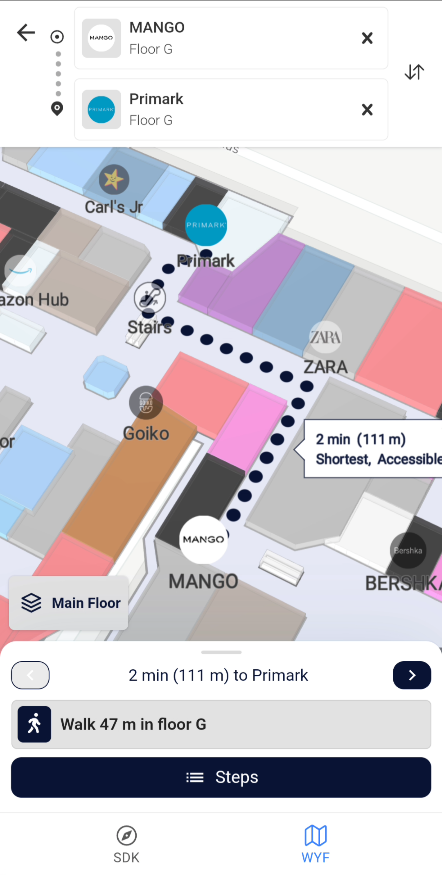 MANGO
MANGO
Floor G
Primark
PRIMARK
Floor G
us
Carl's Jr
PRIMARK
Primark
azon Hub
Stairs
ZARA
ZARA
Goiko
or
2 min (111 m)
Shortest, Accessible
MANGO
MANGO
Bershka
BERSHKA
Main Floor
2 min (111 m) to Primark
Walk 47 m in floor G
Steps
SDK
WYF